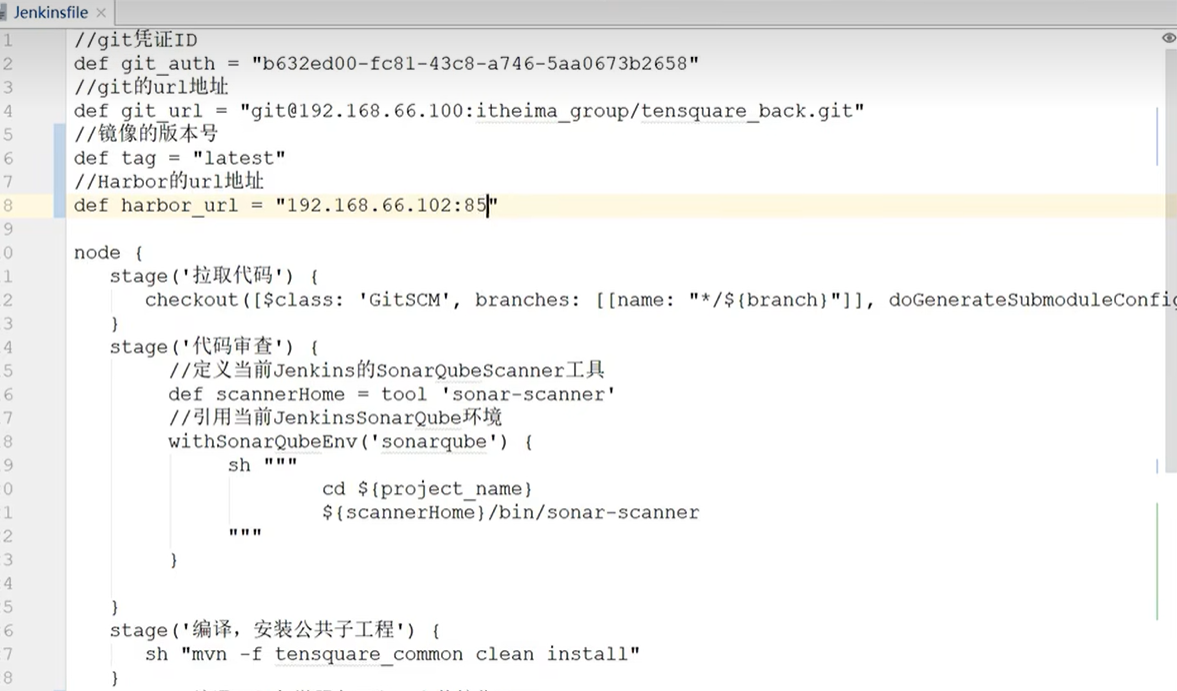 Jenkinsfile
1 //git凭证ID
2 def git_auth = "b632ed00-fc81-43c8-a746-5aa0673b2658"
3 //git的url地址
4 def git_url = "git@192.168.66.100:itheima_group/tensquare_back.git"
5 //镜像的版本号
6 def tag = "latest"
7 //Harbor的url地址
8 def harbor_url = "192.168.66.102:85"
9
0 node {
1 stage('拉取代码') {
2 checkout([$class: 'GitSCM', branches: [[name: "*/${branch}"]], doGenerateSubmoduleConfig
3 }
4 stage('代码审查') {
5 //定义当前Jenkins的SonarQubeScanner工具
6 def scannerHome = tool 'sonar-scanner'
7 //引用当前JenkinsSonarQube环境
8 withSonarQubeEnv('sonarqube') {
9 sh """
0 cd ${project_name}
1 ${scannerHome}/bin/sonar-scanner
2 """
3 }
4
5 }
6 stage('编译，安装公共子工程') {
7 sh "mvn -f tensquare_common clean install"
8 }